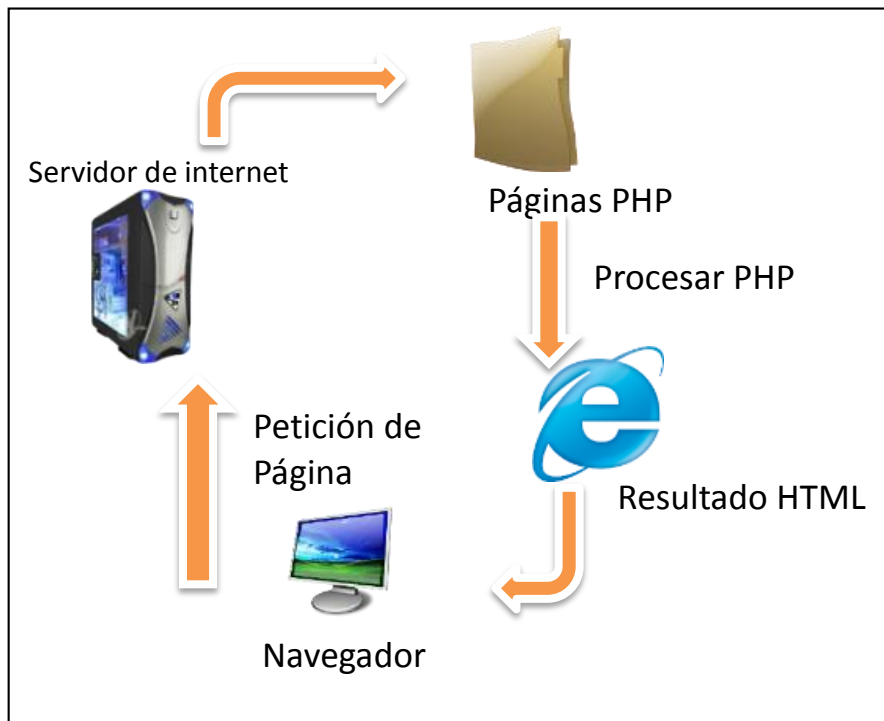 Servidor de internet
Páginas PHP
Procesar PHP
Petición de
Página
Resultado HTML
Navegador